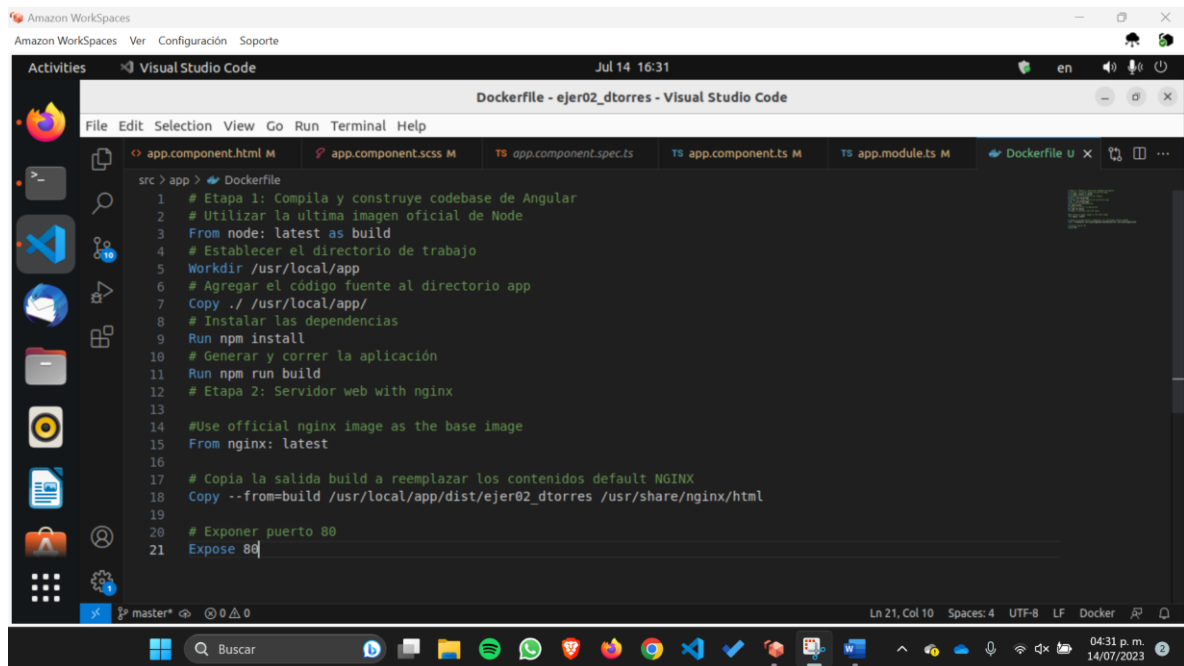 Amazon WorkSpaces
Amazon WorkSpaces Ver Configuración Soporte
Activities Visual Studio Code Jul 14 16:31 en
Dockerfile - ejer02_dtorres - Visual Studio Code
File Edit Selection View Go Run Terminal Help
app.component.html M app.component.scss M TS app.component.spec.ts TS app.component.ts M TS app.module.ts M Dockerfile U
src > app > Dockerfile
1 # Etapa 1: Compila y construye codebase de Angular
2 # Utilizar la ultima imagen oficial de Node
3 From node: latest as build
4 # Establecer el directorio de trabajo
5 Workdir /usr/local/app
6 # Agregar el código fuente al directorio app
7 Copy ./ /usr/local/app/
8 # Instalar las dependencias
9 Run npm install
10 # Generar y correr la aplicación
11 Run npm run build
12 # Etapa 2: Servidor web with nginx
13
14 #Use official nginx image as the base image
15 From nginx: latest
16
17 # Copia la salida build a reemplazar los contenidos default NGINX
18 Copy --from=build /usr/local/app/dist/ejer02_dtorres /usr/share/nginx/html
19
20 # Exponer puerto 80
21 Expose 80
10
1
master* 0 0 Ln 21, Col 10 Spaces: 4 UTF-8 LF Docker
Buscar 04:31 p. m.
14/07/2023 2